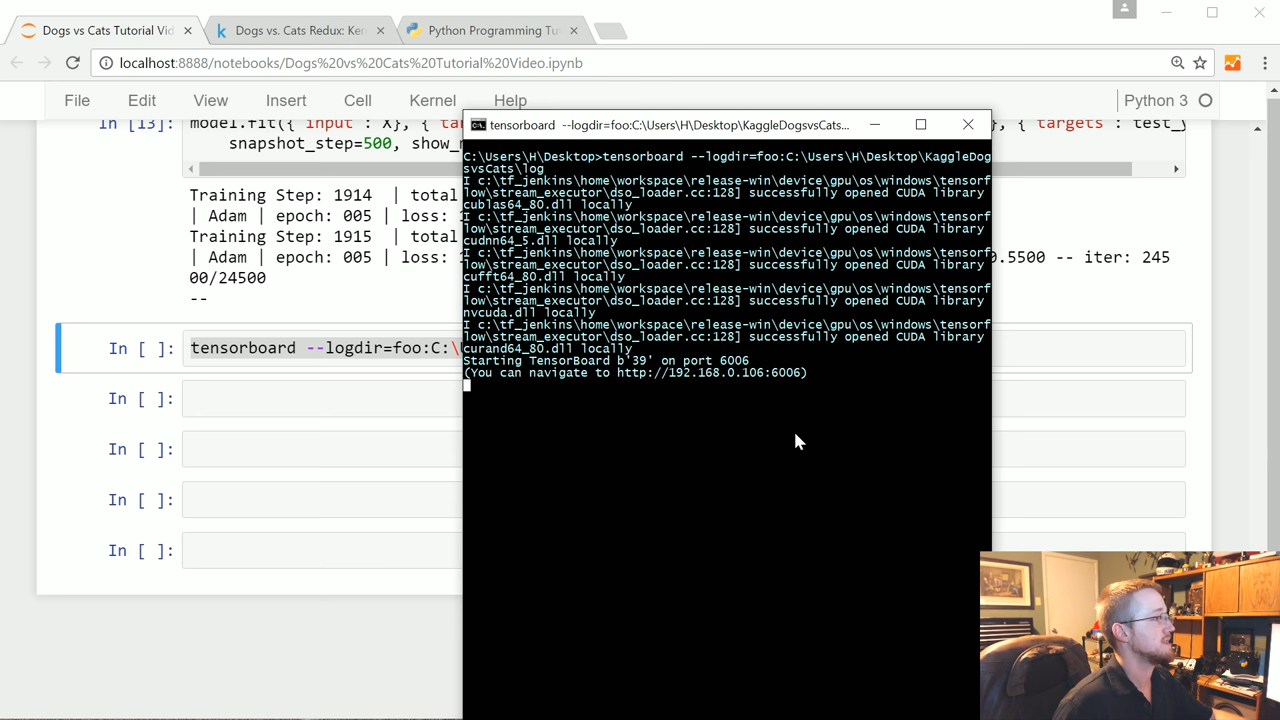 Dogs vs Cats Tutorial Vid
Dogs vs. Cats Redux: Ker
Python Programming Tu
localhost:8888/notebooks/Dogs%20vs%20Cats%20Tutorial%20Video.ipynb
File Edit View Insert Cell Kernel Help Python 3
In [13]: model.fit({'input': X}, {'tar }, {'targets': test_y
snapshot_step=500, show_m
Training Step: 1914 | total
| Adam | epoch: 005 | loss: 1
Training Step: 1915 | total
| Adam | epoch: 005 | loss: 1 0.5500 -- iter: 245
00/24500
--
In [ ]: tensorboard --logdir=foo:C:\
In [ ]:
In [ ]:
In [ ]:
In [ ]:
tensorboard --logdir=foo:C:\Users\H\Desktop\KaggleDogsvsCats...
C:\Users\H\Desktop>tensorboard --logdir=foo:C:\Users\H\Desktop\KaggleDog
svsCats\log
I c:\tf_jenkins\home\workspace\release-win\device\gpu\os\windows\tensorf
low\stream_executor\dso_loader.cc:128] successfully opened CUDA library
cublas64_80.dll locally
I c:\tf_jenkins\home\workspace\release-win\device\gpu\os\windows\tensorf
low\stream_executor\dso_loader.cc:128] successfully opened CUDA library
cudnn64_5.dll locally
I c:\tf_jenkins\home\workspace\release-win\device\gpu\os\windows\tensorf
low\stream_executor\dso_loader.cc:128] successfully opened CUDA library
cufft64_80.dll locally
I c:\tf_jenkins\home\workspace\release-win\device\gpu\os\windows\tensorf
low\stream_executor\dso_loader.cc:128] successfully opened CUDA library
nvcuda.dll locally
I c:\tf_jenkins\home\workspace\release-win\device\gpu\os\windows\tensorf
low\stream_executor\dso_loader.cc:128] successfully opened CUDA library
curand64_80.dll locally
Starting TensorBoard b'39' on port 6006
(You can navigate to http://192.168.0.106:6006)